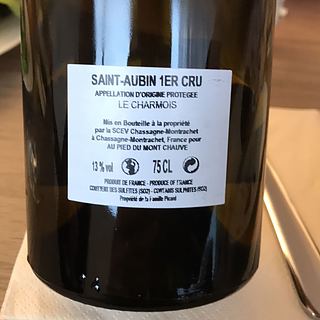 SAINT-AUBIN 1ER CRU
APPELLATION D'ORIGINE PROTEGEE
LE CHARMOIS
Mis en Bouteille à la propriété
par la SCEV Chassagne-Montrachet
à Chassagne-Montrachet, France pour
AU PIED DU MONT CHAUVE
13 % vol 75 CL
PRODUIT DE FRANCE - PRODUCE OF FRANCE
CONTIENT DES SULFITES (SO2) - CONTAINS SULPHITES (SO2)
Propriété de la Famille Picard